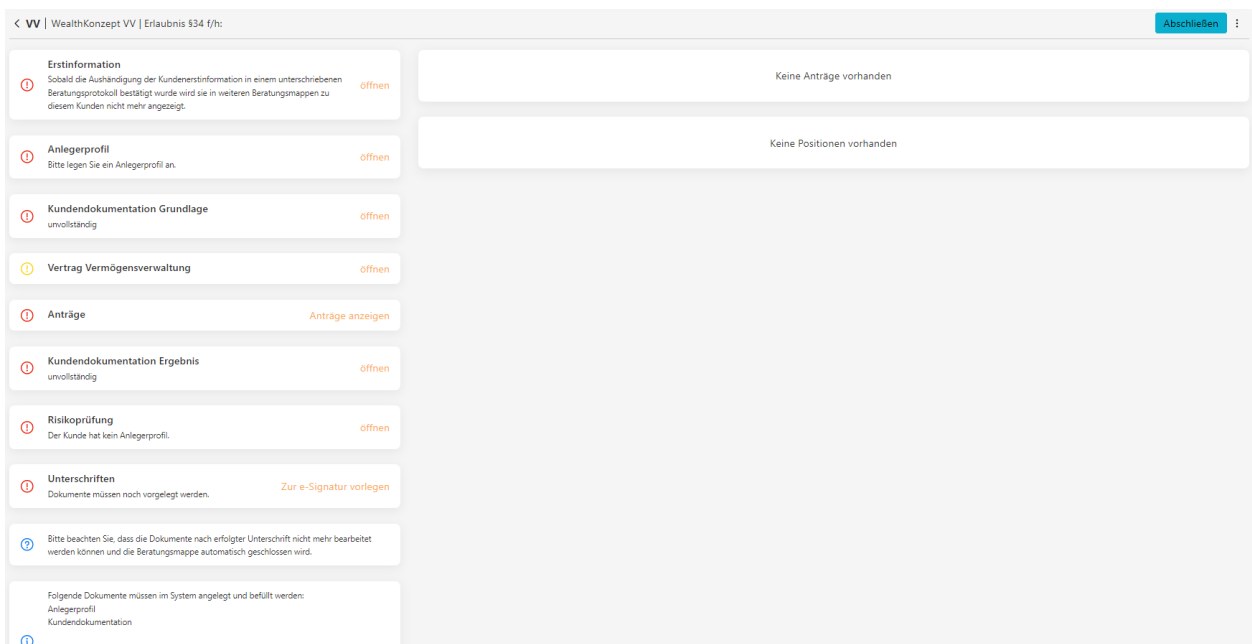 VV | WealthKonzept VV | Erlaubnis §34 f/h:
Abschließen
Erstinformation
Sobald die Aushändigung der Kundenerstinformation in einem unterschriebenen
Beratungsprotokoll bestätigt wurde wird sie in weiteren Beratungsmappen zu
diesem Kunden nicht mehr angezeigt.
öffnen
Anlegerprofil
Bitte legen Sie ein Anlegerprofil an.
öffnen
Kundendokumentation Grundlage
unvollständig
öffnen
Vertrag Vermögensverwaltung
öffnen
Anträge
Anträge anzeigen
Kundendokumentation Ergebnis
unvollständig
öffnen
Risikoprüfung
Der Kunde hat kein Anlegerprofil.
öffnen
Unterschriften
Dokumente müssen noch vorgelegt werden.
Zur e-Signatur vorlegen
Bitte beachten Sie, dass die Dokumente nach erfolgter Unterschrift nicht mehr bearbeitet
werden können und die Beratungsmappe automatisch geschlossen wird.
Folgende Dokumente müssen im System angelegt und befüllt werden:
Anlegerprofil
Kundendokumentation
Keine Anträge vorhanden
Keine Positionen vorhanden